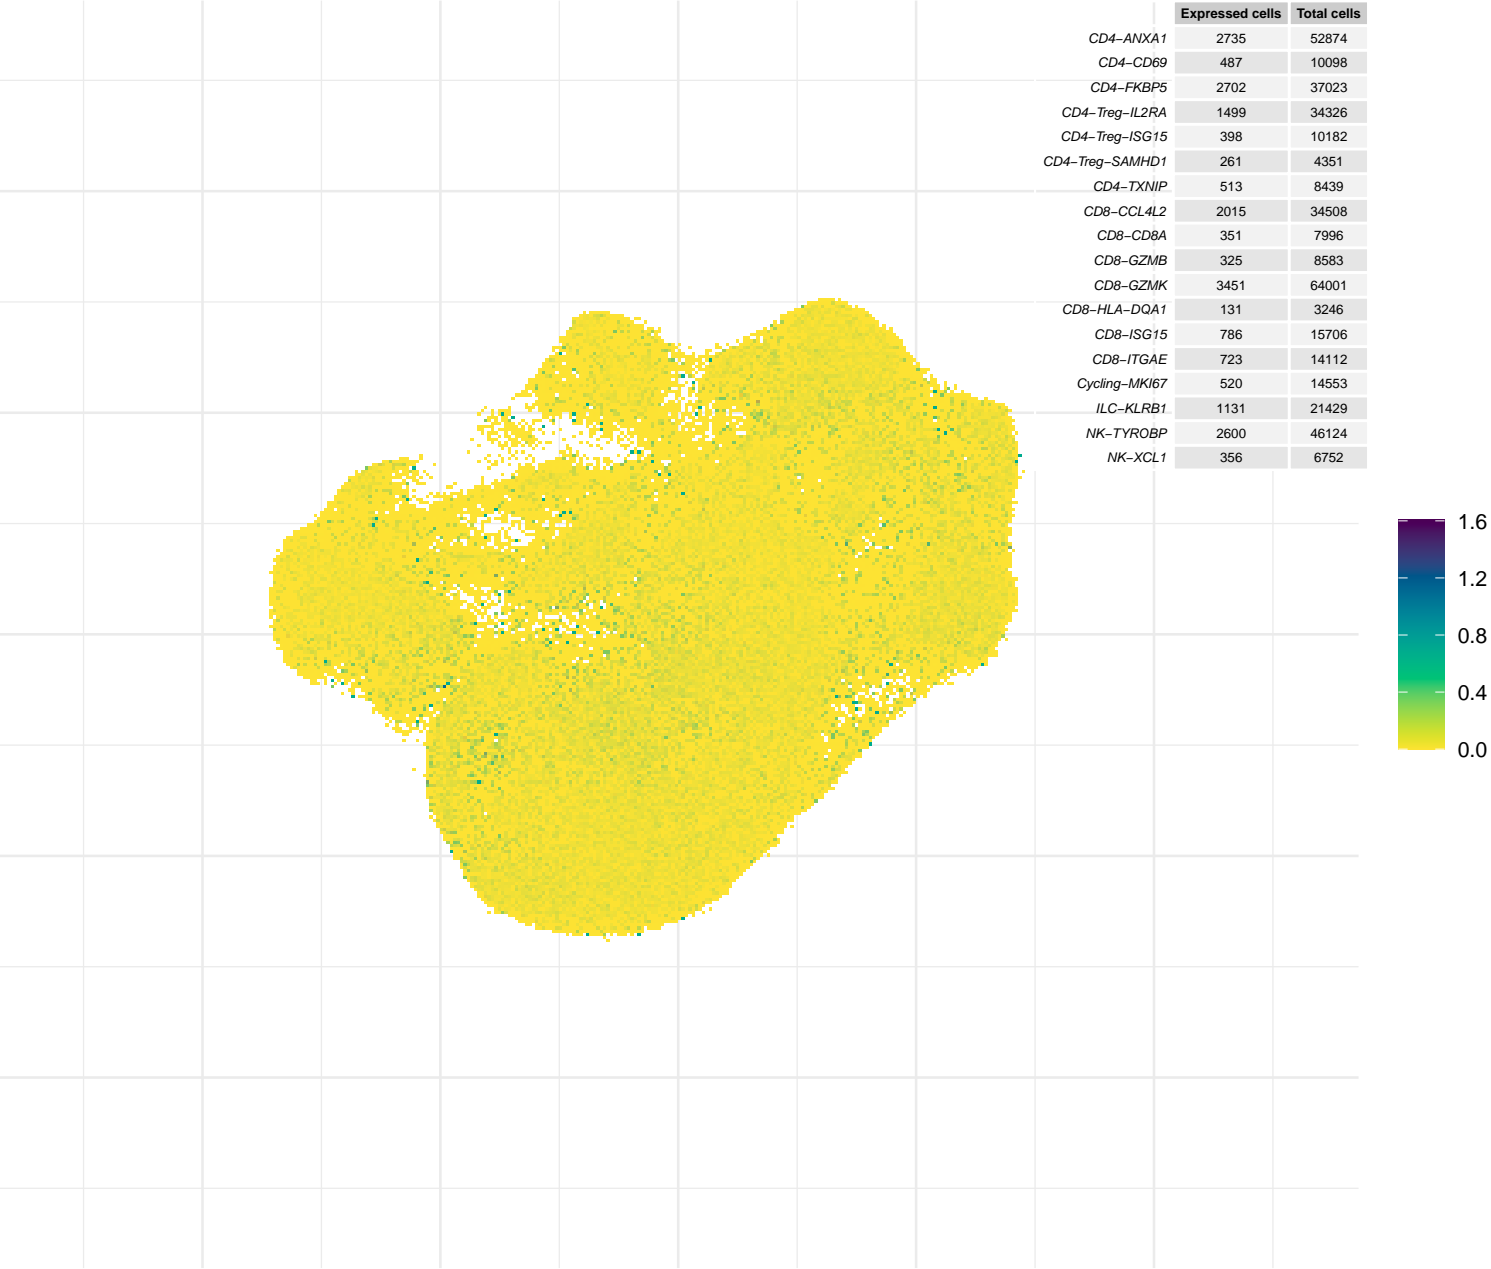 Expressed cells Total cells
CD4−ANXA1 2735 52874
CD4−CD69 487 10098
CD4−FKBP5 2702 37023
CD4−Treg−IL2RA 1499 34326
CD4−Treg−ISG15 398 10182
CD4−Treg−SAMHD1 261 4351
CD4−TXNIP 513 8439
CD8−CCL4L2 2015 34508
CD8−CD8A 351 7996
CD8−GZMB 325 8583
CD8−GZMK 3451 64001
CD8−HLA−DQA1 131 3246
CD8−ISG15 786 15706
CD8−ITGAE 723 14112
Cycling−MKI67 520 14553
ILC−KLRB1 1131 21429
NK−TYROBP 2600 46124
NK−XCL1 356 6752
1.6
1.2
0.8
0.4
0.0